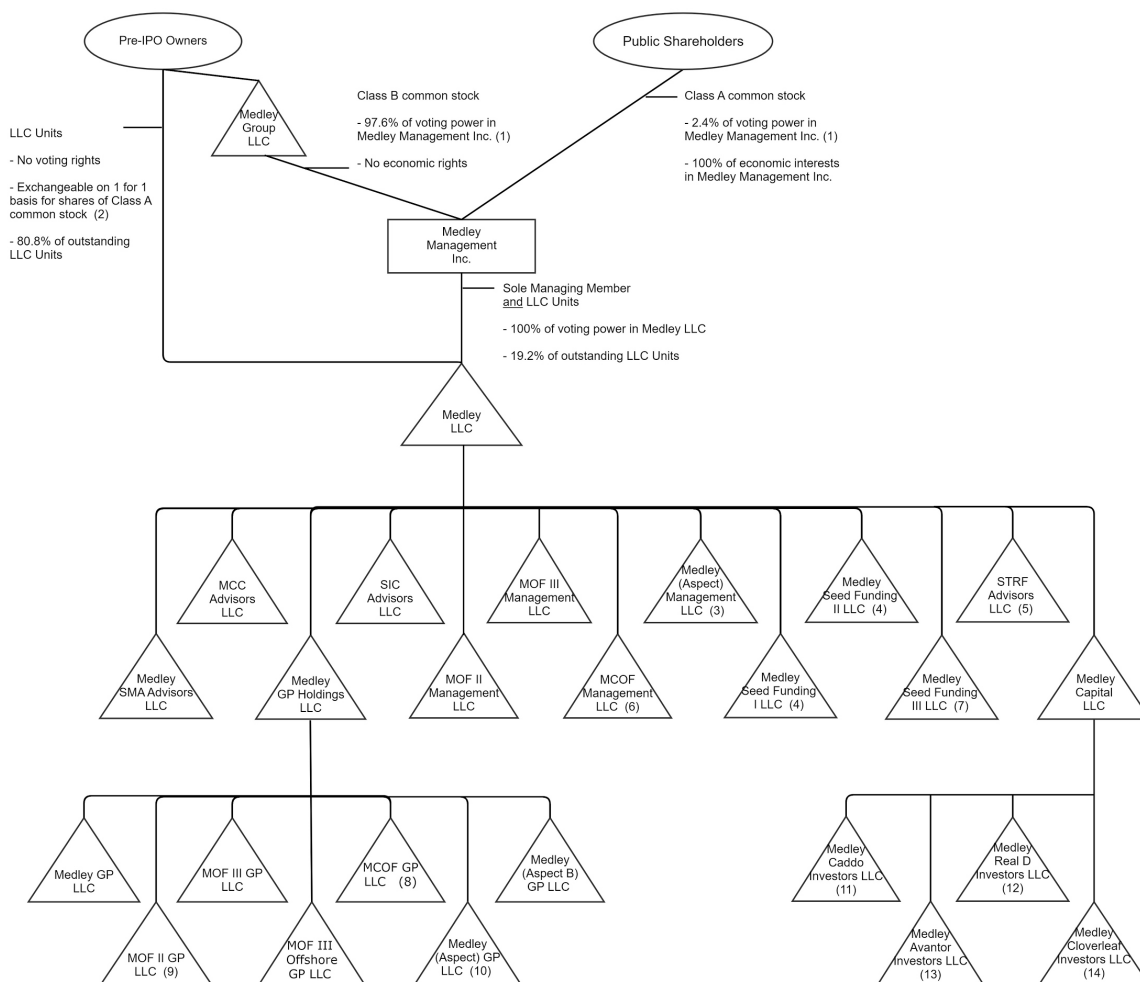 Pre-IPO Owners
Public Shareholders
Medley
Group
LLC
Class B common stock
- 97.6% of voting power in
Medley Management Inc. (1)
- No economic rights
Class A common stock
- 2.4% of voting power in
Medley Management Inc. (1)
- 100% of economic interests
in Medley Management Inc.
LLC Units
- No voting rights
- Exchangeable on 1 for 1
basis for shares of Class A
common stock (2)
- 80.8% of outstanding
LLC Units
Medley
Management
Inc.
Sole Managing Member
and LLC Units
- 100% of voting power in Medley LLC
- 19.2% of outstanding LLC Units
Medley
LLC
MCC
Advisors
LLC
SIC
Advisors
LLC
MOF III
Management
LLC
Medley
(Aspect)
Management
LLC (3)
Medley
Seed Funding
II LLC (4)
STRF
Advisors
LLC (5)
Medley
SMA Advisors
LLC
Medley
GP Holdings
LLC
MOF II
Management
LLC
MCOF
Management
LLC (6)
Medley
Seed Funding
I LLC (4)
Medley
Seed Funding
III LLC (7)
Medley
Capital
LLC
Medley GP
LLC
MOF III GP
LLC
MCOF GP
LLC (8)
Medley
(Aspect B)
GP LLC
Medley
Caddo
Investors LLC
(11)
Medley
Real D
Investors LLC
(12)
MOF II GP
LLC (9)
MOF III
Offshore
GP LLC
Medley
(Aspect) GP
LLC (10)
Medley
Avantor
Investors LLC
(13)
Medley
Cloverleaf
Investors LLC
(14)